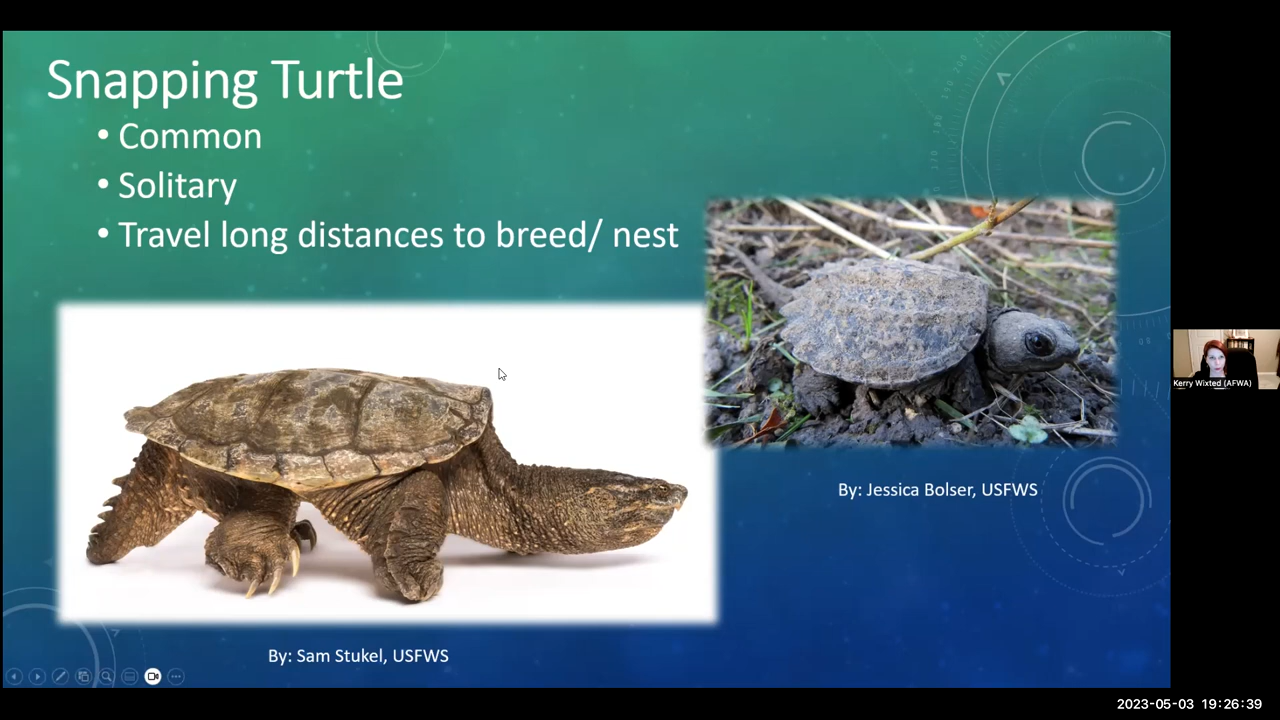 Snapping Turtle
• Common
• Solitary
• Travel long distances to breed/ nest
By: Jessica Bolser, USFWS
Kerry Wixted (AFWA)
By: Sam Stukel, USFWS
2023-05-03 19:26:39